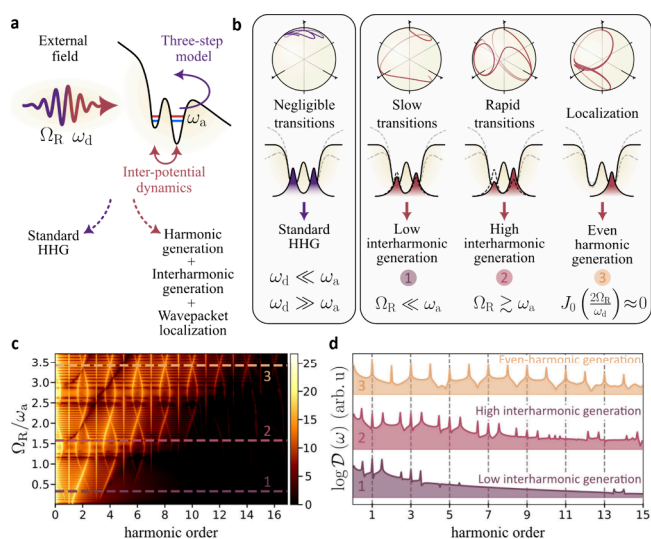 a
External
field
Three-step
model
Ω_R ω_d
ω_a
Inter-potential
dynamics
Standard
HHG
Harmonic
generation
+
Interharmonic
generation
+
Wavepacket
localization
b
Negligible
transitions
Standard
HHG
ω_d ≪ ω_a
ω_d ≫ ω_a
Slow
transitions
Low
interharmonic
generation
1
Ω_R ≪ ω_a
Rapid
transitions
High
interharmonic
generation
2
Ω_R ≳ ω_a
Localization
Even
harmonic
generation
3
J_0 (2Ω_R/ω_d) ≈0
c
Ω_R/ω_a
3.5
3.0
2.5
2.0
1.5
1.0
0.5
3
2
1
0 2 4 6 8 10 12 14 16
harmonic order
25
20
15
10
5
0
d
log D (ω) (arb. u)
Even-harmonic generation
3
High interharmonic generation
2
Low interharmonic generation
1
1 3 5 7 9 11 13 15
harmonic order